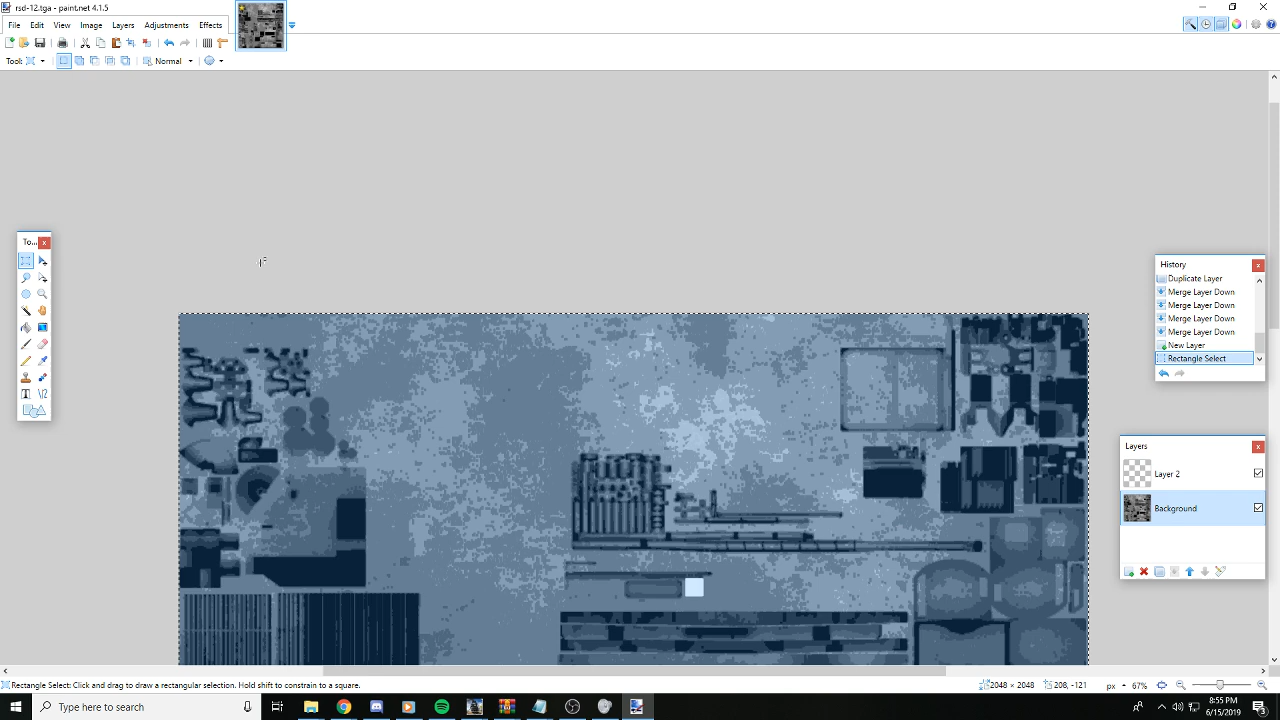 rsd-12.tga - paint.net 4.1.5
File Edit View Image Layers Adjustments Effects
Tool: Normal
To...
History
Duplicate Layer
Merge Layer Down
Merge Layer Down
Merge Layer Down
Merge Layer Down
New Layer
Rectangle Select
Layers
Layer 2
Background
Rectangle Select: Click and drag to draw a rectangular selection. Hold shift to constrain to a square.
2048 × 2048 208, -121 px 67%
Type here to search
8:55 PM
6/15/2019